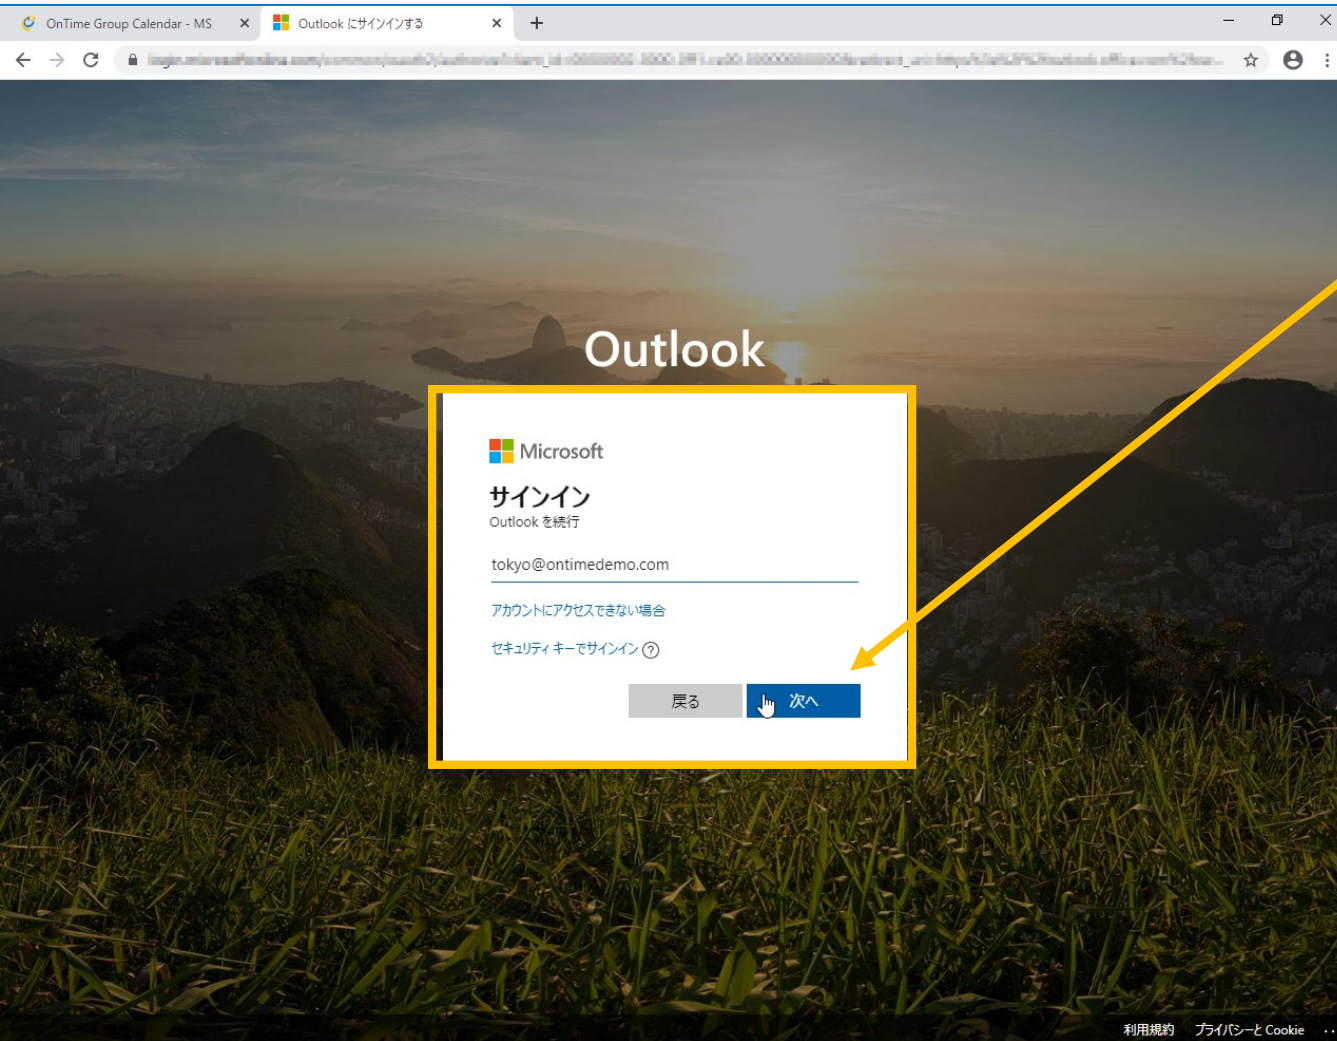 OnTime Group Calendar - MS
Outlook にサインインする
Outlook
Microsoft
サインイン
Outlook を続行
tokyo@ontimedemo.com
アカウントにアクセスできない場合
セキュリティ キーでサインイン
戻る
次へ
利用規約 プライバシーと Cookie